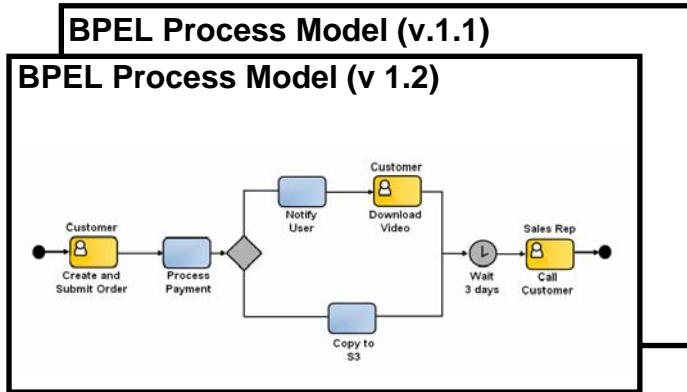 BPEL Process Model (v.1.1)
BPEL Process Model (v 1.2)
Customer
Create and
Submit Order
Process
Payment
Notify
User
Customer
Download
Video
Copy to
S3
Wait
3 days
Sales Rep
Call
Customer